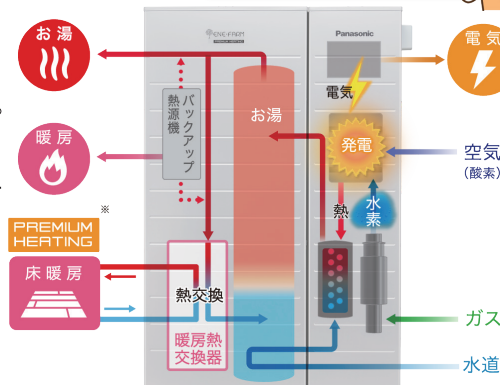 お湯
ENE·FARM
Panasonic
電気
電気
バックアップ
熱源機
お湯
発電
暖房
空気
(酸素)
熱
水素
※
PREMIUM
HEATING
床暖房
熱交換
暖房熱
交換器
ガス
水道